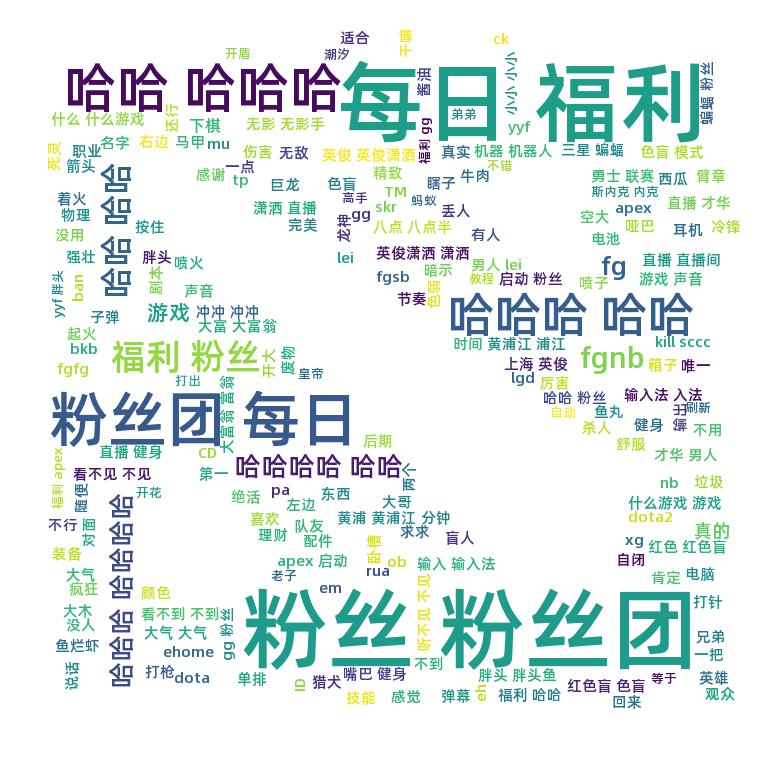 适合
开盾
潮汐
ck
什么 什么游戏
哈哈 哈哈哈
每日 福利
酱油
小小 小小
蝙蝠 粉丝
弟弟
yyf
还行
下棋
无影 无影手
福利 gg
死灵
职业
名字
右边
马甲
mu
伤害
无敌
英俊 英俊潇洒
真实
机器 机器人
三星 蝙蝠
色盲 模式
箭头
一点
不错
感谢
tp
巨龙
色盲
精致
瞎子
牛肉
男士 联赛
西瓜
臂章
高手
TM
蚂蚁
斯内克 内克
直播 才华
着火
潇洒 直播
skr
丢人
apex
物理
按住
完美
gg
龙神
八点 八点半
空大
哑巴
冷锋
没用
有人
电池
耳机
强壮
胖头
英俊潇洒 潇洒
直播 直播间
lei
yyf 胖头
ban
剧本
喷火
fgsb
暗示
教程
男人 lei
启动 粉丝
喷子
fg
游戏 声音
声音
色弱
节奏
子弹
游戏
冲冲 冲冲
哈哈哈 哈哈
起火
大富 大富翁
时间
黄浦江 浦江
kill sccc
bkb
福利 粉丝
开大
废物
上海 英俊
fgnb
箱子
唯一
fgfg
打出
皇帝
lgd
厉害
大富翁 富翁
哈哈 粉丝
输入法 入法
粉丝团 每日
自动
鱼丸
刷新
杀人
健身
不用
直播 健身
CD
后期
舒服
福利 apex
看不见 不见
第一
哈哈哈哈 哈哈
两个
才华 男人
随便
开花
绝活
pa
东西
大哥
nb
垃圾
不行
对面
喜欢
左边
黄浦 黄浦江
分钟
什么游戏 游戏
理财
队友
求求
dota2
装备
配件
卧槽
盲人
xg
真的
大气
apex 启动
ob
输入 输入法
自闭
红色 红色盲
疯狂
颜色
老子
rua
肯定
电脑
大木
em
听不见 不见
打针
没人
看不到 不到
鱼烂虾
大气 大气
gg 粉丝
粉丝 粉丝团
兄弟
ehome
不到
一把
说话
打枪
dota
单排
ID
猎犬
嘴巴 健身
胖头 胖头鱼
红色盲 色盲
等于
英雄
技能
感觉
弹幕
eh
福利 哈哈
回来
观众